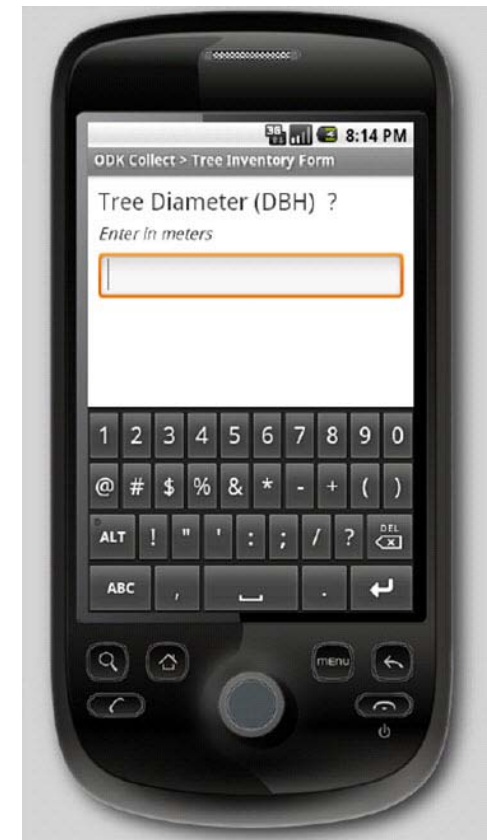 3G 8:14 PM
ODK Collect > Tree Inventory Form
Tree Diameter (DBH) ?
Enter in meters
1 2 3 4 5 6 7 8 9 0
@ # $ % & * - + ( )
ALT ! " ' : ; / ? DEL
ABC , .
menu